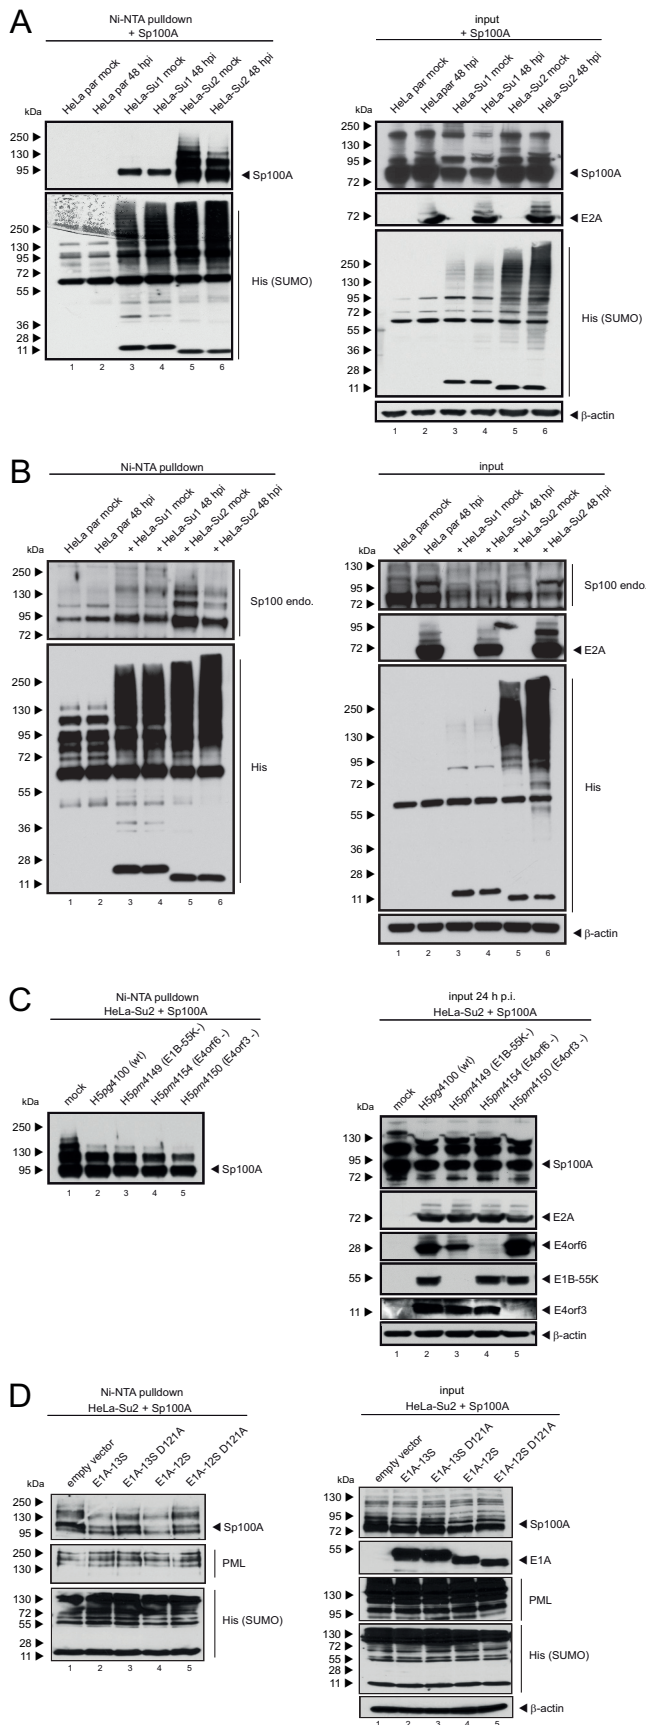 A
Ni-NTA pulldown
+ Sp100A
HeLa par mock
HeLa par 48 hpi
HeLa-Su1 mock
HeLa-Su1 48 hpi
HeLa-Su2 mock
HeLa-Su2 48 hpi
kDa
250
130
95
Sp100A
250
130
95
72
55
36
28
11
His (SUMO)
1 2 3 4 5 6
input
+ Sp100A
HeLa par mock
HeLapar 48 hpi
HeLa-Su1 mock
HeLa-Su1 48 hpi
HeLa-Su2 mock
HeLa-Su2 48 hpi
kDa
250
130
95
72
Sp100A
72
E2A
250
130
95
72
55
36
28
11
His (SUMO)
β-actin
1 2 3 4 5 6
B
Ni-NTA pulldown
HeLa par mock
HeLa par 48 hpi
+ HeLa-Su1 mock
+ HeLa-Su1 48 hpi
+ HeLa-Su2 mock
+ HeLa-Su2 48 hpi
kDa
250
130
95
72
Sp100 endo.
250
130
95
72
55
36
28
11
His
1 2 3 4 5 6
input
HeLa par mock
HeLa par 48 hpi
+ HeLa-Su1 mock
+ HeLa-Su1 48 hpi
+ HeLa-Su2 mock
+ HeLa-Su2 48 hpi
kDa
130
95
72
Sp100 endo.
95
72
E2A
250
130
95
72
55
36
28
11
His
β-actin
1 2 3 4 5 6
C
Ni-NTA pulldown
HeLa-Su2 + Sp100A
mock
H5pg4100 (wt)
H5pm4149 (E1B-55K-)
H5pm4154 (E4orf6 -)
H5pm4150 (E4orf3 -)
kDa
250
130
95
Sp100A
1 2 3 4 5
input 24 h p.i.
HeLa-Su2 + Sp100A
mock
H5pg4100 (wt)
H5pm4149 (E1B-55K-)
H5pm4154 (E4orf6 -)
H5pm4150 (E4orf3 -)
kDa
130
95
72
Sp100A
72
E2A
28
E4orf6
55
E1B-55K
11
E4orf3
β-actin
1 2 3 4 5
D
Ni-NTA pulldown
HeLa-Su2 + Sp100A
empty vector
E1A-13S
E1A-13S D121A
E1A-12S
E1A-12S D121A
kDa
250
130
95
Sp100A
250
130
PML
130
72
55
28
11
His (SUMO)
1 2 3 4 5
input
HeLa-Su2 + Sp100A
empty vector
E1A-13S
E1A-13S D121A
E1A-12S
E1A-12S D121A
kDa
130
95
72
Sp100A
55
E1A
130
95
PML
130
72
55
28
11
His (SUMO)
β-actin
1 2 3 4 5